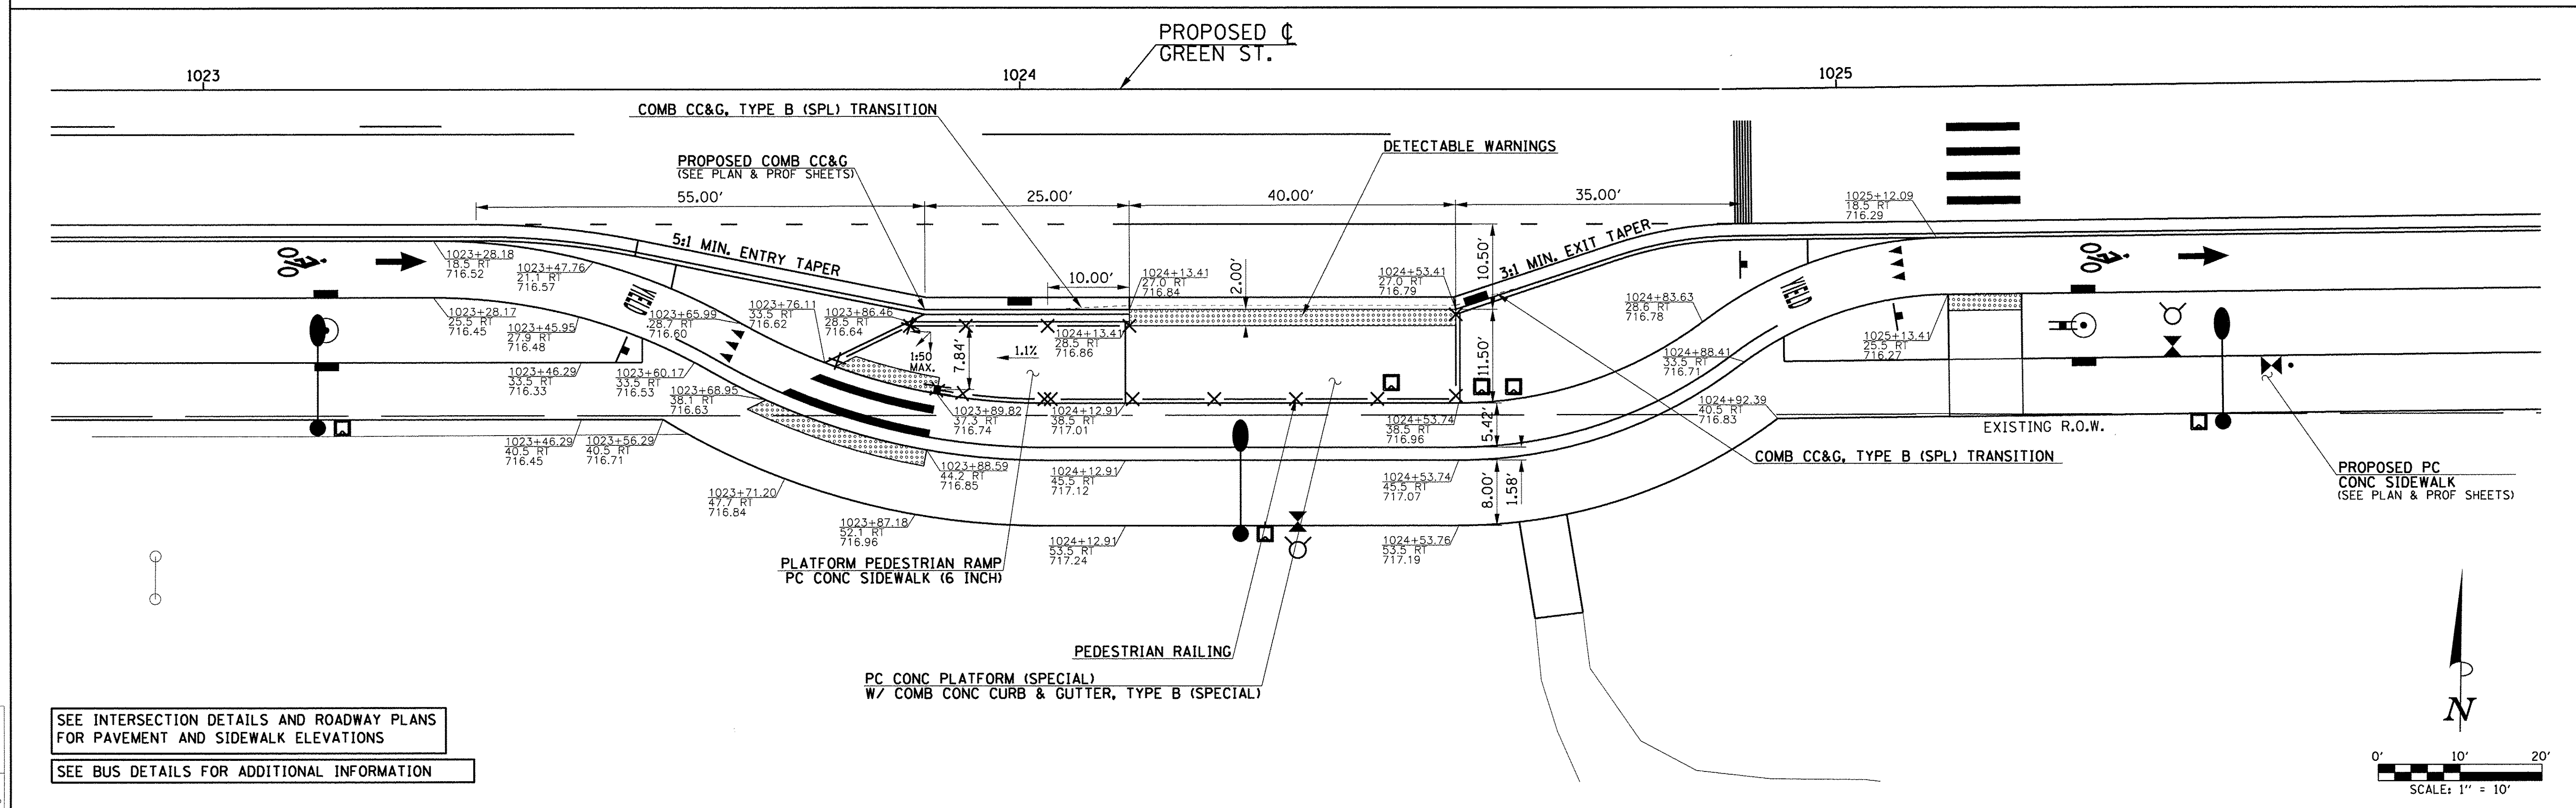 PROPOSED ℄
GREEN ST.
1023
1024
1025
COMB CC&G, TYPE B (SPL) TRANSITION
PROPOSED COMB CC&G
(SEE PLAN & PROF SHEETS)
DETECTABLE WARNINGS
55.00'
25.00'
40.00'
35.00'
1025+12.09
18.5 RT
716.29
5:1 MIN. ENTRY TAPER
3:1 MIN. EXIT TAPER
10.50'
10.00'
2.00'
1023+28.18
18.5 RT
716.52
1023+47.76
21.1 RT
716.57
YIELD
1024+13.41
27.0 RT
716.84
1024+53.41
27.0 RT
716.79
1024+83.63
28.6 RT
716.78
YIELD
1023+28.17
25.5 RT
716.45
1023+45.95
27.9 RT
716.48
1023+65.99
28.7 RT
716.60
1023+76.11
33.5 RT
716.62
1023+86.46
28.5 RT
716.64
1024+13.41
28.5 RT
716.86
1:50
MAX.
7.84'
1.1%
11.50'
1025+13.41
25.5 RT
716.27
1024+88.41
33.5 RT
716.71
1023+46.29
33.5 RT
716.33
1023+60.17
33.5 RT
716.53
1023+68.95
38.1 RT
716.63
1023+89.82
37.3 RT
716.74
1024+12.91
38.5 RT
717.01
1024+53.74
38.5 RT
716.96
5.42'
1024+92.39
40.5 RT
716.83
EXISTING R.O.W.
1023+46.29
40.5 RT
716.45
1023+56.29
40.5 RT
716.71
1023+88.59
44.2 RT
716.85
1024+12.91
45.5 RT
717.12
1024+53.74
45.5 RT
717.07
8.00'
1.58'
COMB CC&G, TYPE B (SPL) TRANSITION
PROPOSED PC
CONC SIDEWALK
(SEE PLAN & PROF SHEETS)
1023+71.20
47.7 RT
716.84
1023+87.18
52.1 RT
716.96
1024+12.91
53.5 RT
717.24
1024+53.76
53.5 RT
717.19
PLATFORM PEDESTRIAN RAMP
PC CONC SIDEWALK (6 INCH)
PEDESTRIAN RAILING
PC CONC PLATFORM (SPECIAL)
W/ COMB CONC CURB & GUTTER, TYPE B (SPECIAL)
SEE INTERSECTION DETAILS AND ROADWAY PLANS
FOR PAVEMENT AND SIDEWALK ELEVATIONS
SEE BUS DETAILS FOR ADDITIONAL INFORMATION
N
0' 10' 20'
SCALE: 1" = 10'